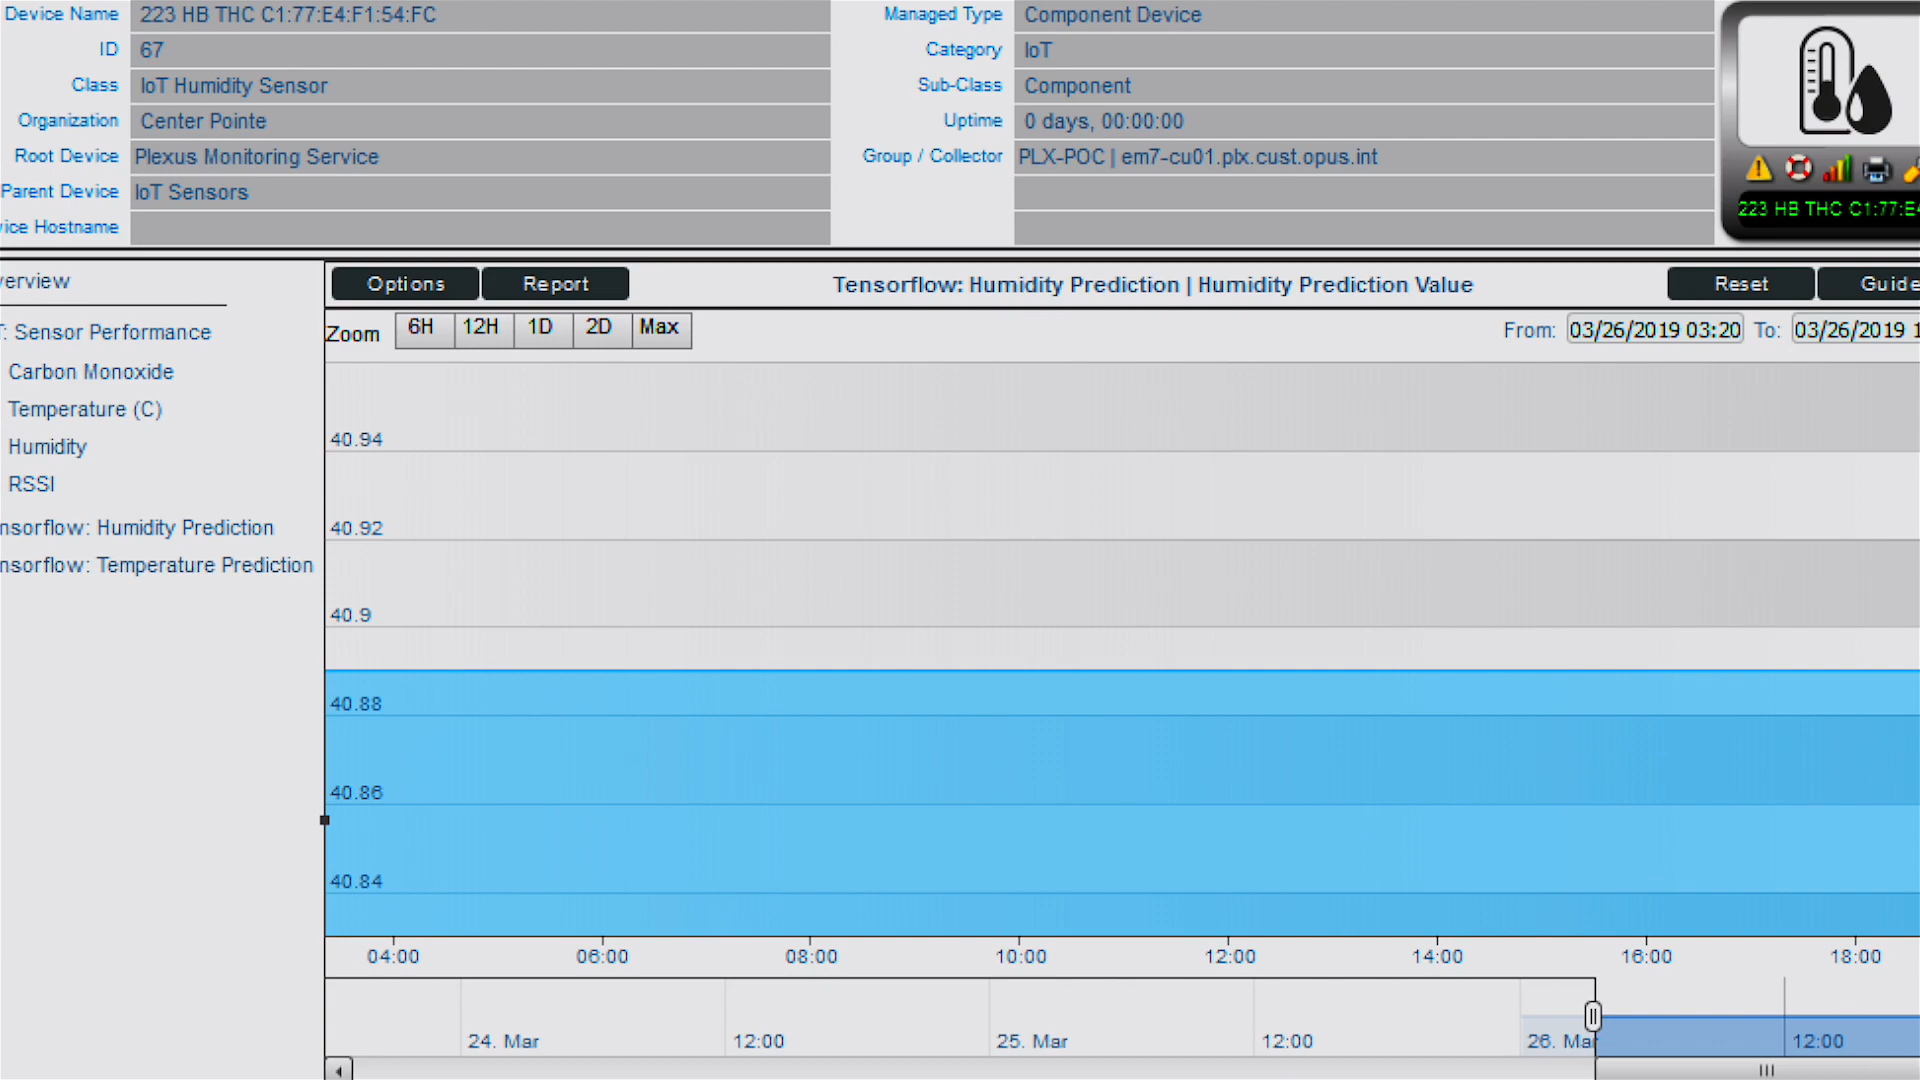 Device Name 223 HB THC C1:77:E4:F1:54:FC Managed Type Component Device
ID 67 Category IoT
Class IoT Humidity Sensor Sub-Class Component
Organization Center Pointe Uptime 0 days, 00:00:00
Root Device Plexus Monitoring Service Group / Collector PLX-POC | em7-cu01.plx.cust.opus.int
Parent Device IoT Sensors
vice Hostname
223 HB THC C1:77:E4
verview
Options Report Tensorflow: Humidity Prediction | Humidity Prediction Value Reset Guide
Zoom 6H 12H 1D 2D Max From: 03/26/2019 03:20 To: 03/26/2019 1
T: Sensor Performance
Carbon Monoxide
Temperature (C)
Humidity
RSSI
nsorflow: Humidity Prediction
nsorflow: Temperature Prediction
40.94
40.92
40.9
40.88
40.86
40.84
04:00 06:00 08:00 10:00 12:00 14:00 16:00 18:00
24. Mar 12:00 25. Mar 12:00 26. Mar 12:00